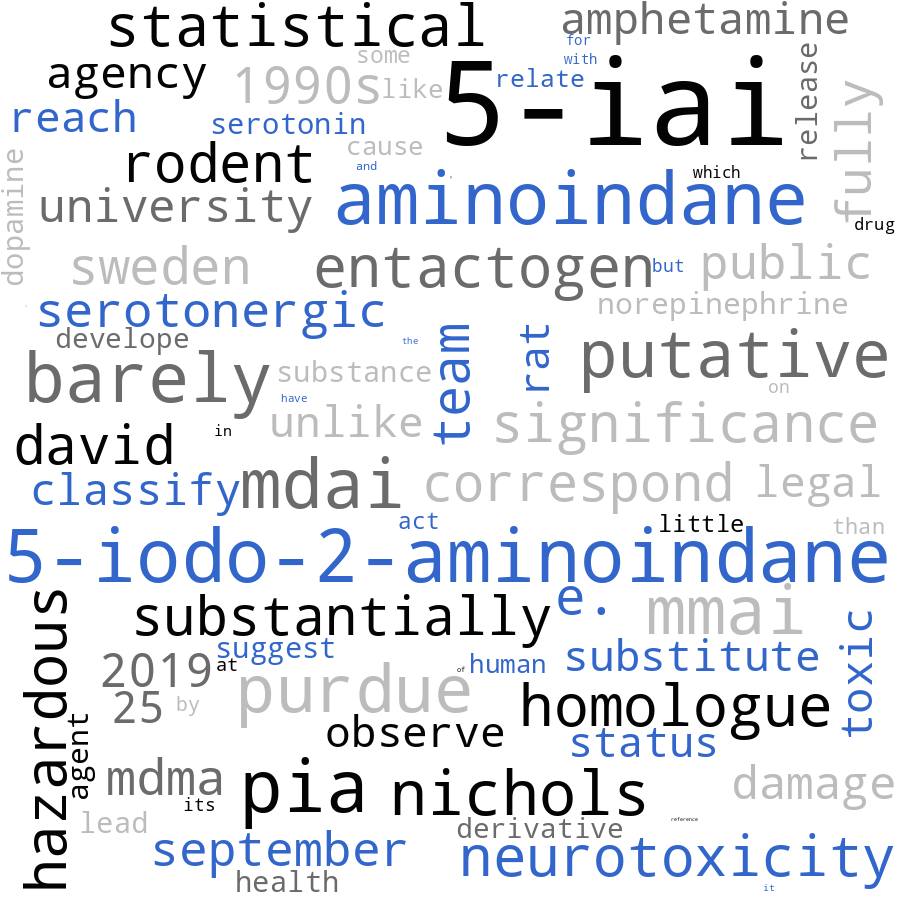 statistical
amphetamine
for
some
with
agency
1990s
like
relate
5-iai
release
reach
serotonin
cause
fully
rodent
and
which
dopamine
university
aminoindane
drug
sweden
entactogen
but
public
serotonergic
norepinephrine
develope
the
team
rat
putative
barely
substance
on
have
unlike
significance
david
in
classify
mdai
correspond
legal
act
little
than
5-iodo-2-aminoindane
hazardous
substantially
e.
mmai
toxic
2019
at
suggest
of
human
substitute
25
by
purdue
homologue
agent
observe
status
mdma
pia
nichols
damage
its
lead
derivative
reference
september
neurotoxicity
health
it